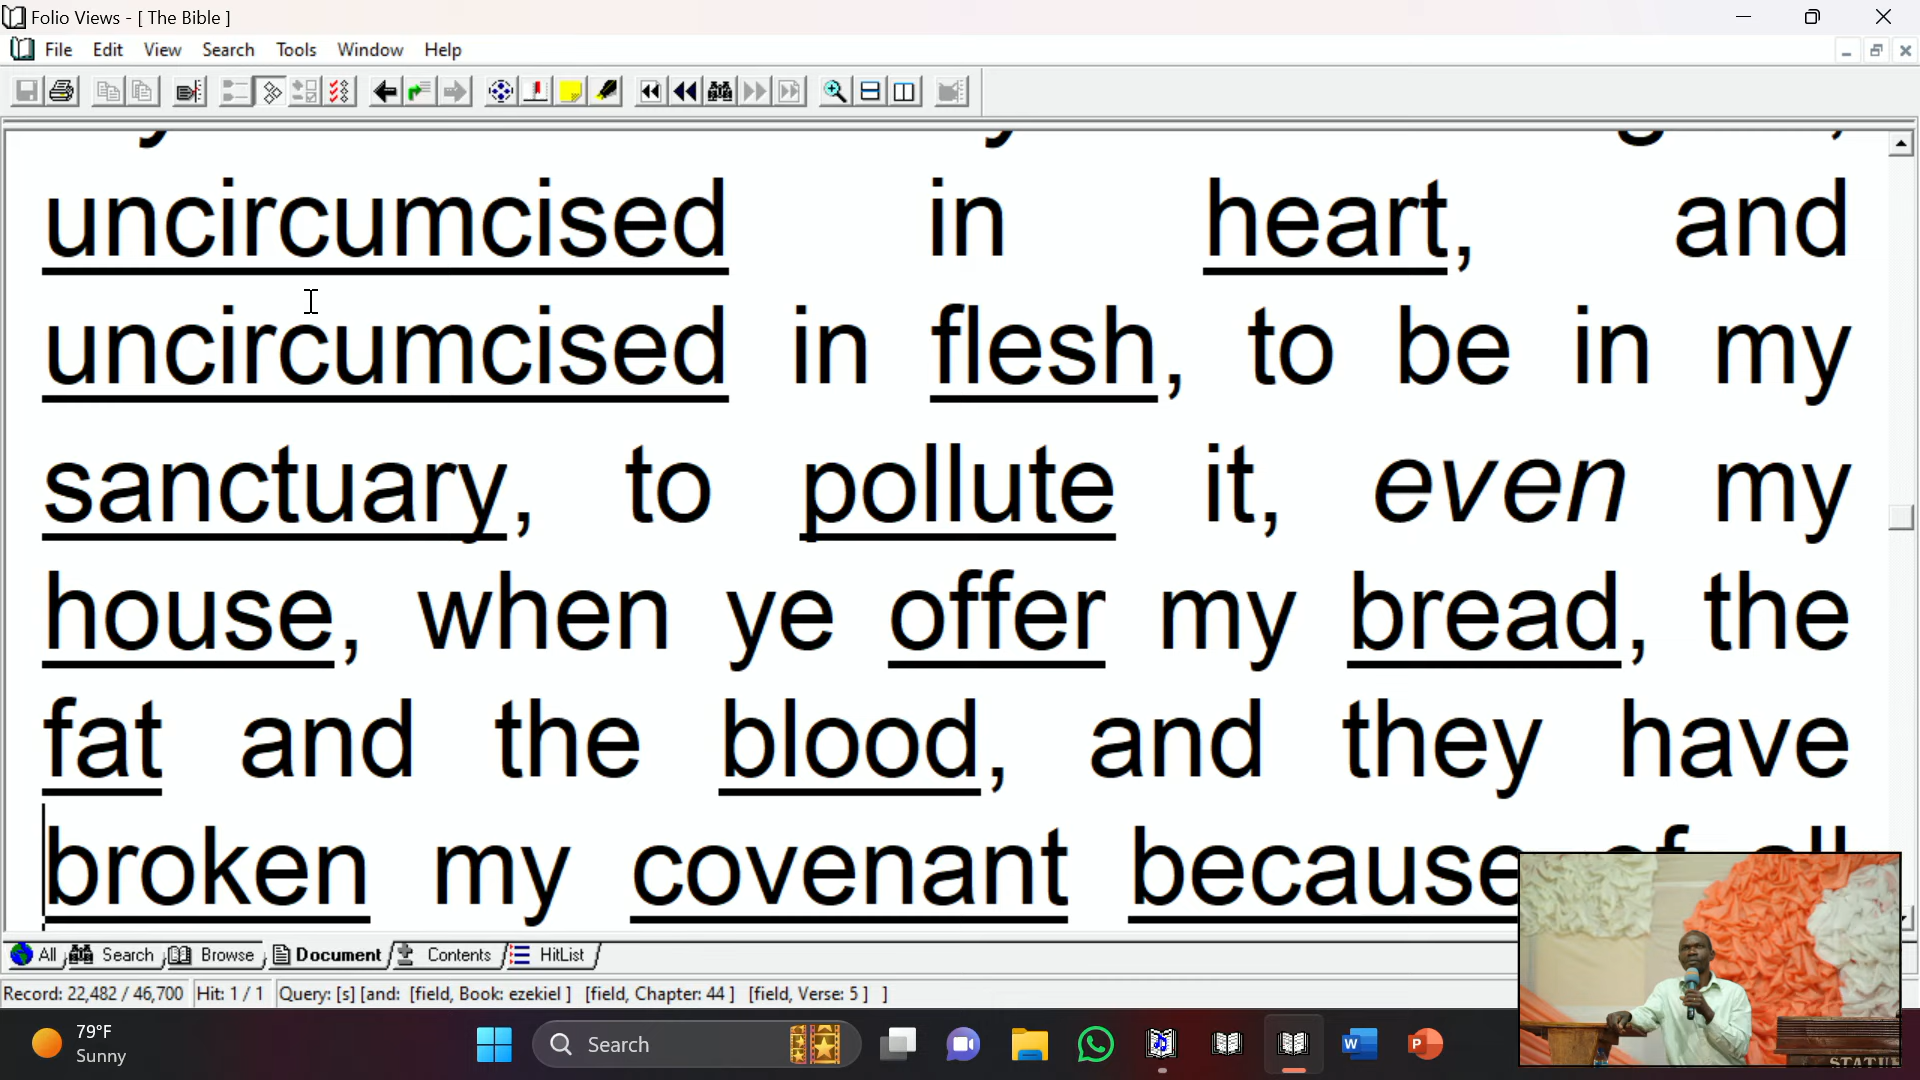 Folio Views - [ The Bible ]
File Edit View Search Tools Window Help
uncircumcised in heart, and
uncircumcised in flesh, to be in my
sanctuary, to pollute it, even my
house, when ye offer my bread, the
fat and the blood, and they have
broken my covenant because of all
All Search Browse Document Contents HitList
Record: 22,482 / 46,700 Hit: 1 / 1 Query: [s] [and: [field, Book: ezekiel ] [field, Chapter: 44 ] [field, Verse: 5 ] ]
79°F
Sunny
Search